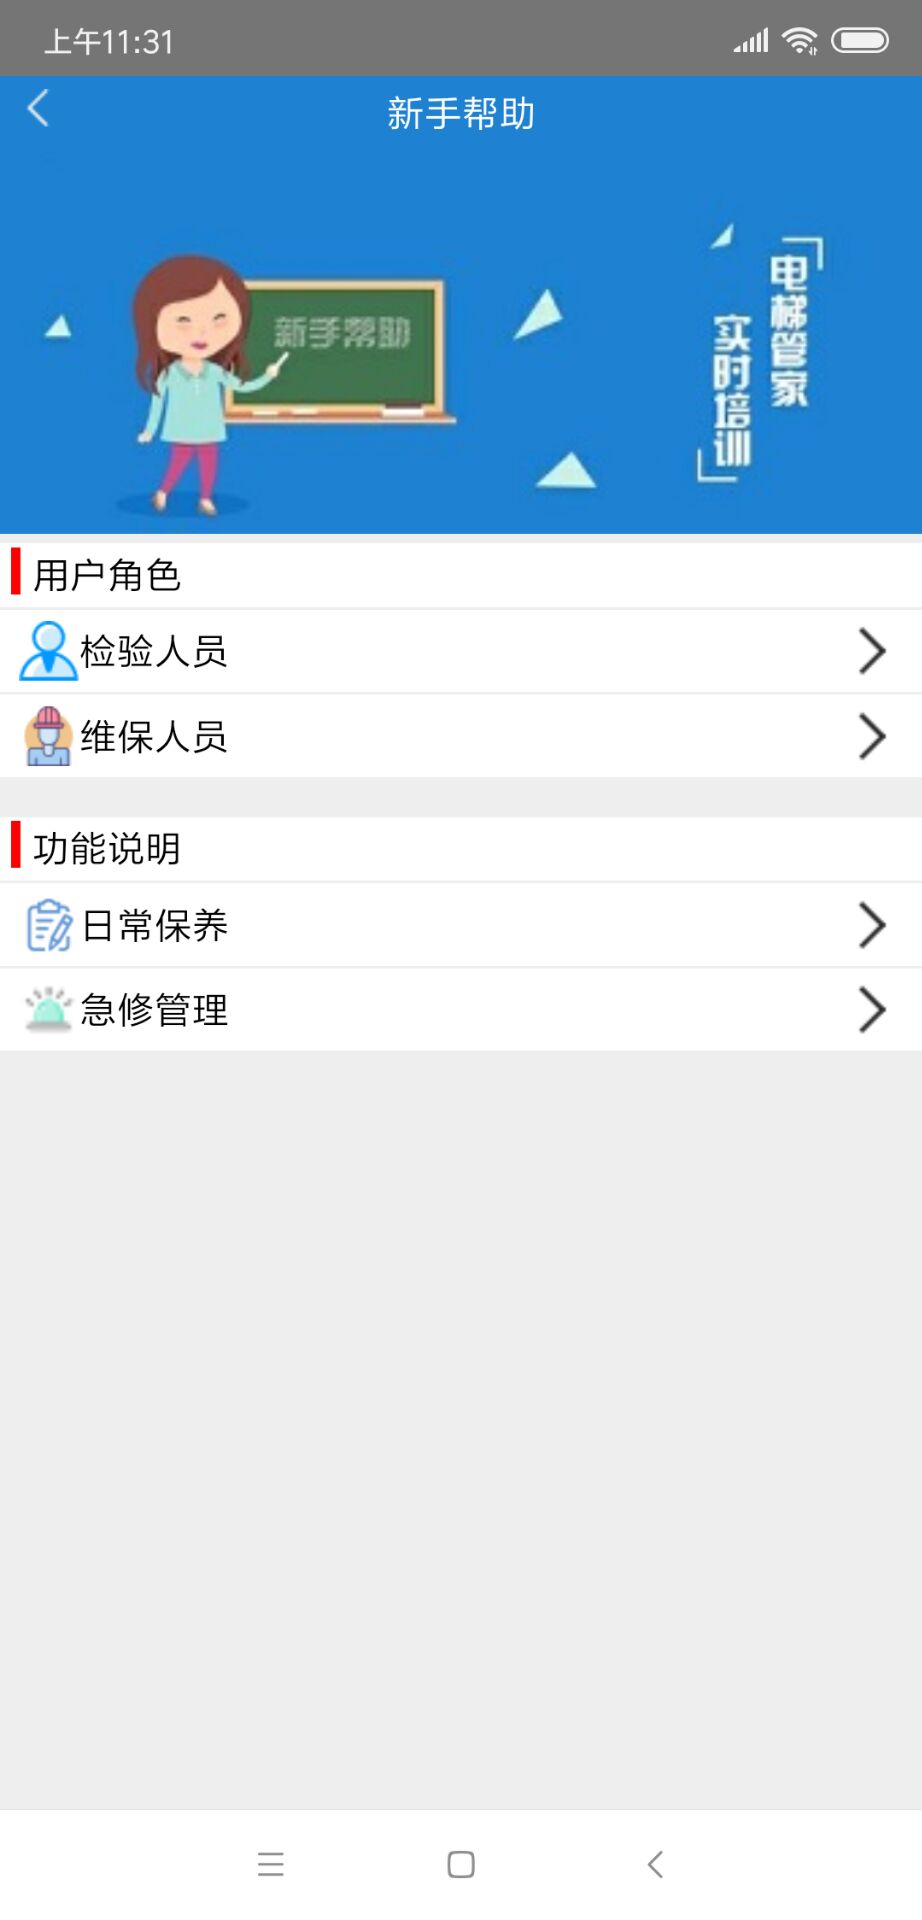 上午11:31
新手帮助
新手帮助
电梯管家
实时培训
用户角色
检验人员
维保人员
功能说明
日常保养
急修管理